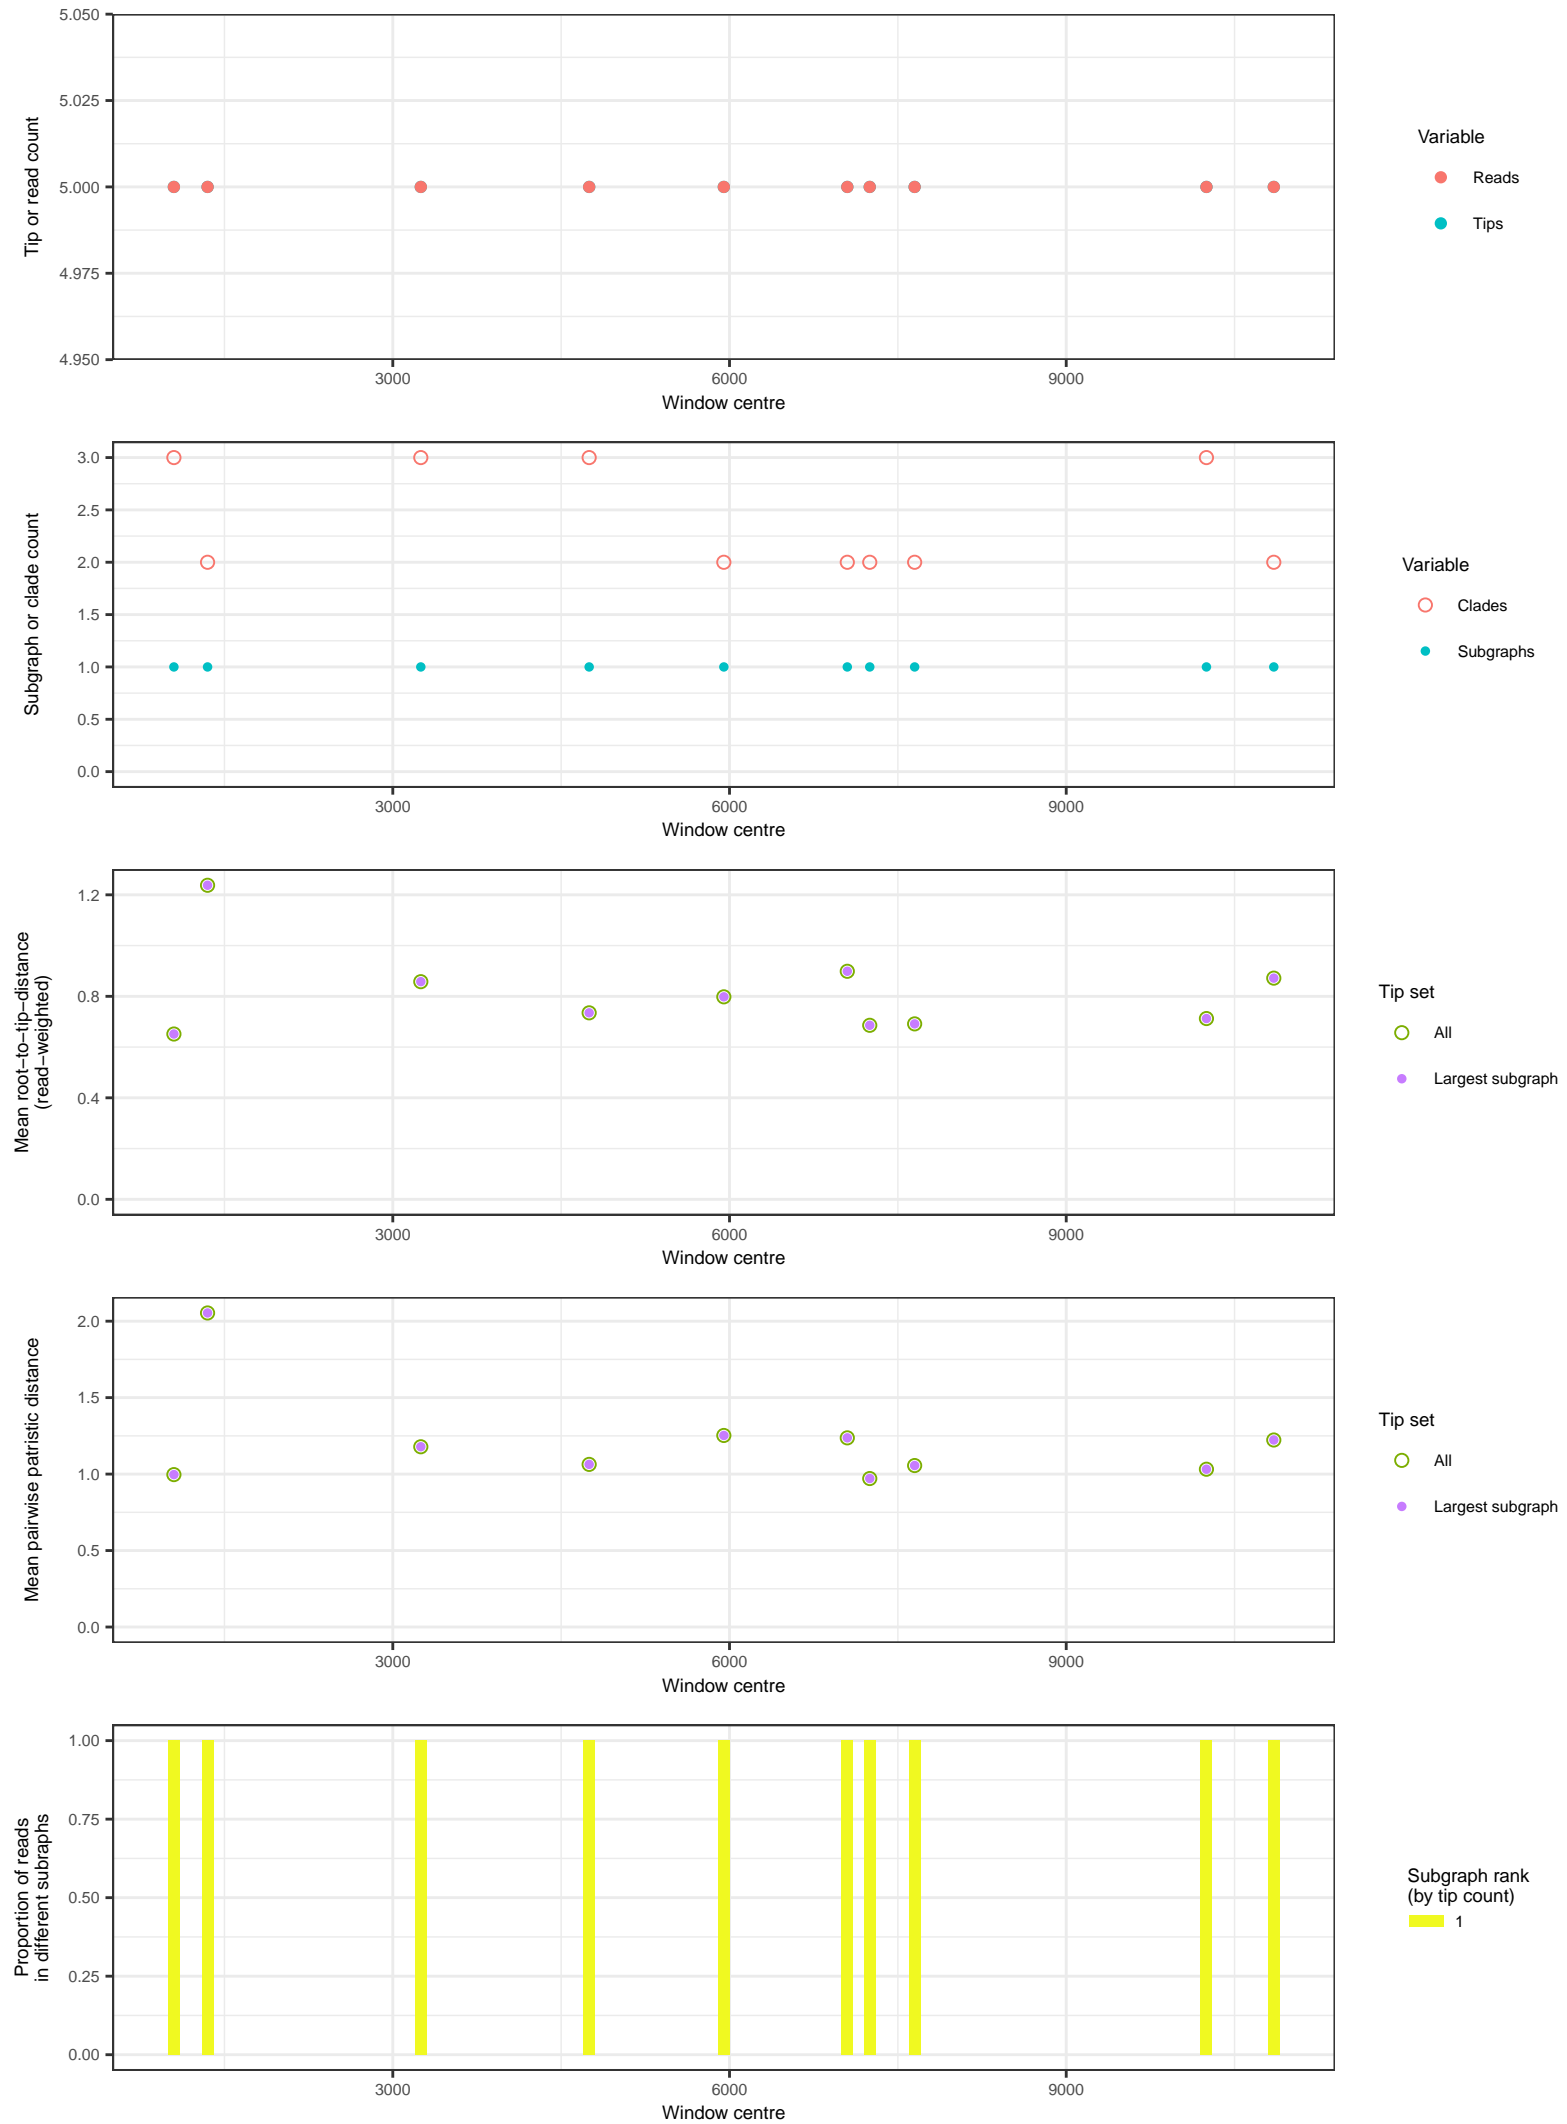 5.050
5.025
5.000
4.975
4.950
Tip or read count
3000
6000
9000
Window centre
Variable
Reads
Tips
3.0
2.5
2.0
1.5
1.0
0.5
0.0
Subgraph or clade count
3000
6000
9000
Window centre
Variable
Clades
Subgraphs
1.2
0.8
0.4
0.0
Mean root−to−tip−distance
(read−weighted)
3000
6000
9000
Window centre
Tip set
All
Largest subgraph
2.0
1.5
1.0
0.5
0.0
Mean pairwise patristic distance
3000
6000
9000
Window centre
Tip set
All
Largest subgraph
1.00
0.75
0.50
0.25
0.00
Proportion of reads
in different subraphs
3000
6000
9000
Window centre
Subgraph rank
(by tip count)
1